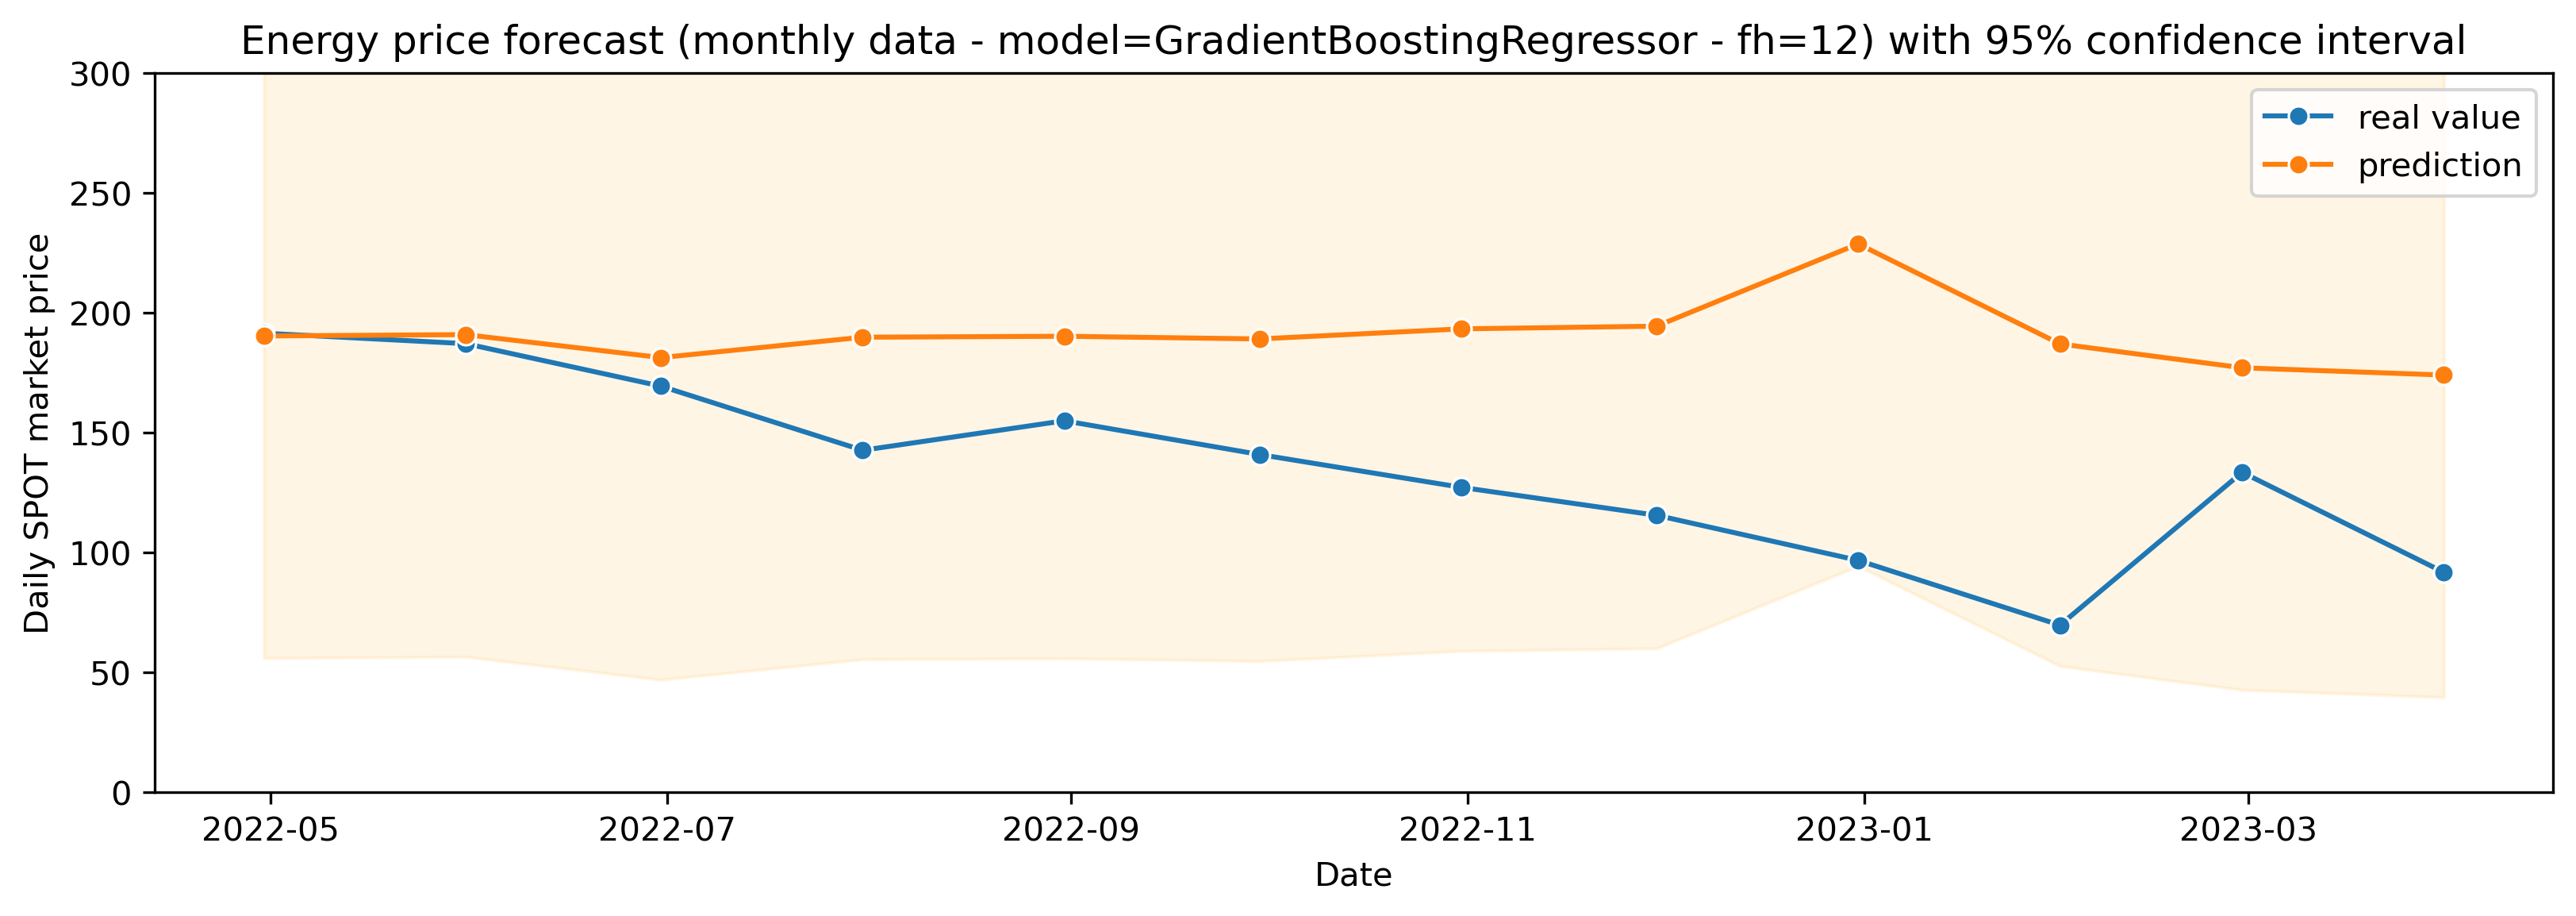 Energy price forecast (monthly data - model=GradientBoostingRegressor - fh=12) with 95% confidence interval
300
250
200
150
100
50
0
Daily SPOT market price
real value
prediction
2022-05
2022-07
2022-09
2022-11
2023-01
2023-03
Date